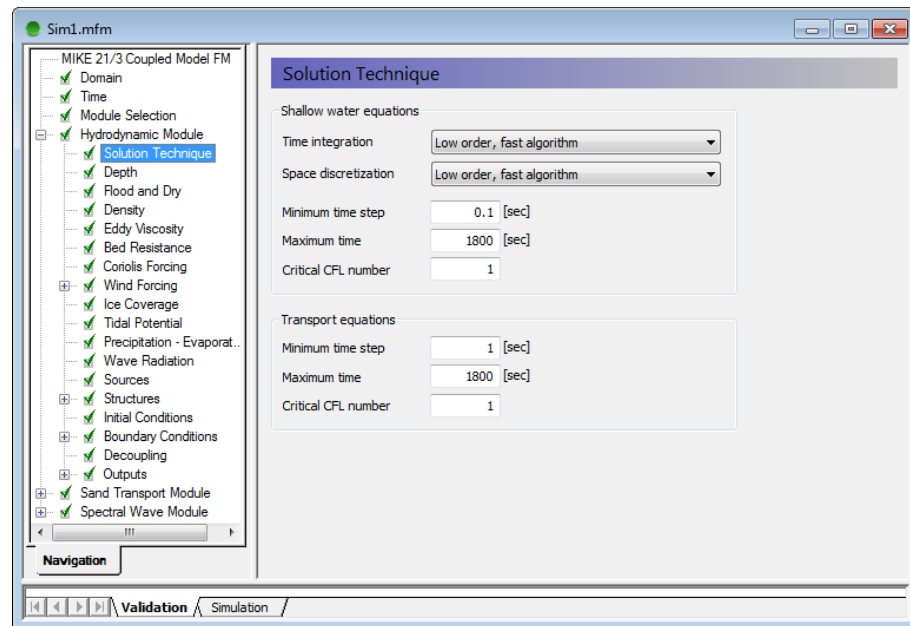 Sim1.mfm
MIKE 21/3 Coupled Model FM
Domain
Time
Module Selection
Hydrodynamic Module
Solution Technique
Depth
Flood and Dry
Density
Eddy Viscosity
Bed Resistance
Coriolis Forcing
Wind Forcing
Ice Coverage
Tidal Potential
Precipitation - Evaporat..
Wave Radiation
Sources
Structures
Initial Conditions
Boundary Conditions
Decoupling
Outputs
Sand Transport Module
Spectral Wave Module
Navigation
Solution Technique
Shallow water equations
Time integration Low order, fast algorithm
Space discretization Low order, fast algorithm
Minimum time step 0.1 [sec]
Maximum time 1800 [sec]
Critical CFL number 1
Transport equations
Minimum time step 1 [sec]
Maximum time 1800 [sec]
Critical CFL number 1
Validation Simulation